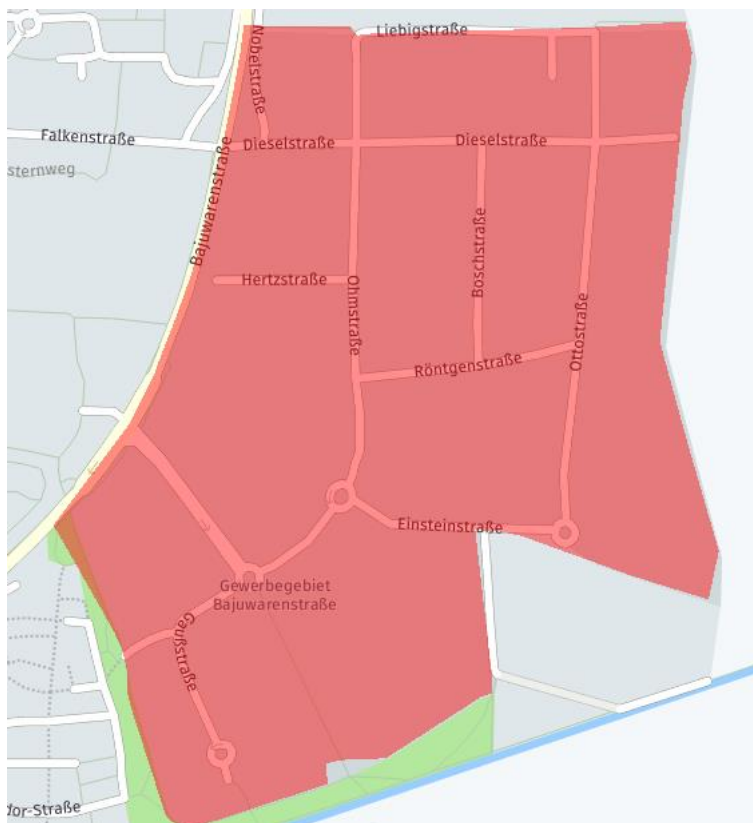 Liebigstraße
Nobelstraße
Falkenstraße
Dieselstraße
Dieselstraße
sternweg
Bajuwarenstraße
Hertzstraße
Ohmstraße
Boschstraße
Ottostraße
Röntgenstraße
Einsteinstraße
Gewerbegebiet
Bajuwarenstraße
Gaußstraße
dor-Straße